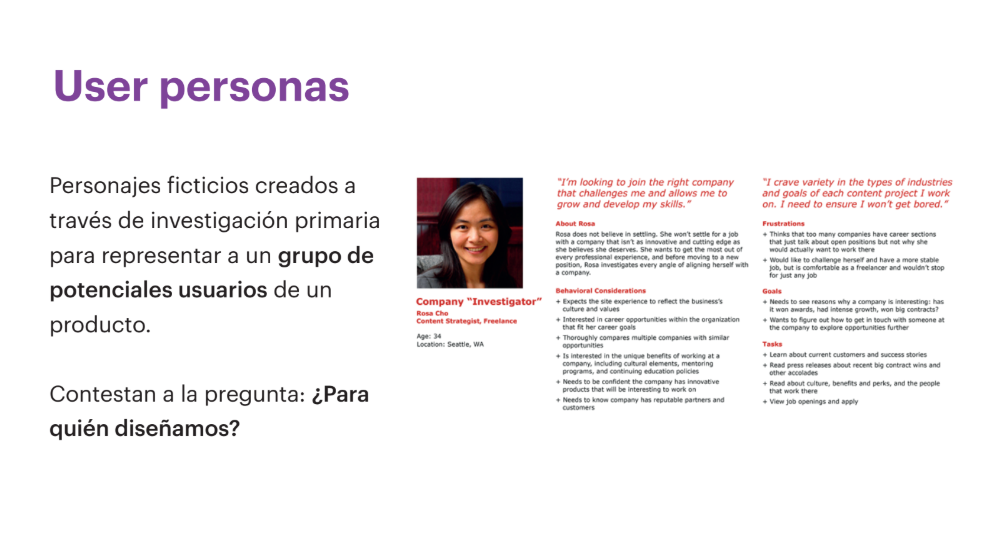 User personas
Personajes ficticios creados a
través de investigación primaria
para representar a un grupo de
potenciales usuarios de un
producto.
Contestan a la pregunta: ¿Para
quién diseñamos?
Company “Investigator”
Rosa Cho
Content Strategist, Freelance
Age: 34
Location: Seattle, WA
“I’m looking to join the right company
that challenges me and allows me to
grow and develop my skills.”
About Rosa
Rosa does not believe in settling. She won’t settle for a job
with a company that isn’t as innovative and cutting edge as
she believes she deserves. She wants to get the most out of
every professional experience, and before moving to a new
position, Rosa investigates every angle of aligning herself with
a company.
Behavioral Considerations
+ Expects the site experience to reflect the business’s
culture and values
+ Interested in career opportunities within the organization
that fit her career goals
+ Thoroughly compares multiple companies with similar
opportunities
+ Is interested in the unique benefits of working at a
company, including cultural elements, mentoring
programs, and continuing education policies
+ Needs to be confident the company has innovative
products that will be interesting to work on
+ Needs to know company has reputable partners and
customers
“I crave variety in the types of industries
and goals of each content project I work
on. I need to ensure I won’t get bored.”
Frustrations
+ Thinks that too many companies have career sections
that just talk about open positions but not why she
would actually want to work there
+ Would like to challenge herself and have a more stable
job, but is comfortable as a freelancer and wouldn’t stop
for just any job
Goals
+ Needs to see reasons why a company is interesting: has
it won awards, had intense growth, won big contracts?
+ Wants to figure out how to get in touch with someone at
the company to explore opportunities further
Tasks
+ Learn about current customers and success stories
+ Read press releases about recent big contract wins and
other accolades
+ Read about culture, benefits and perks, and the people
that work there
+ View job openings and apply